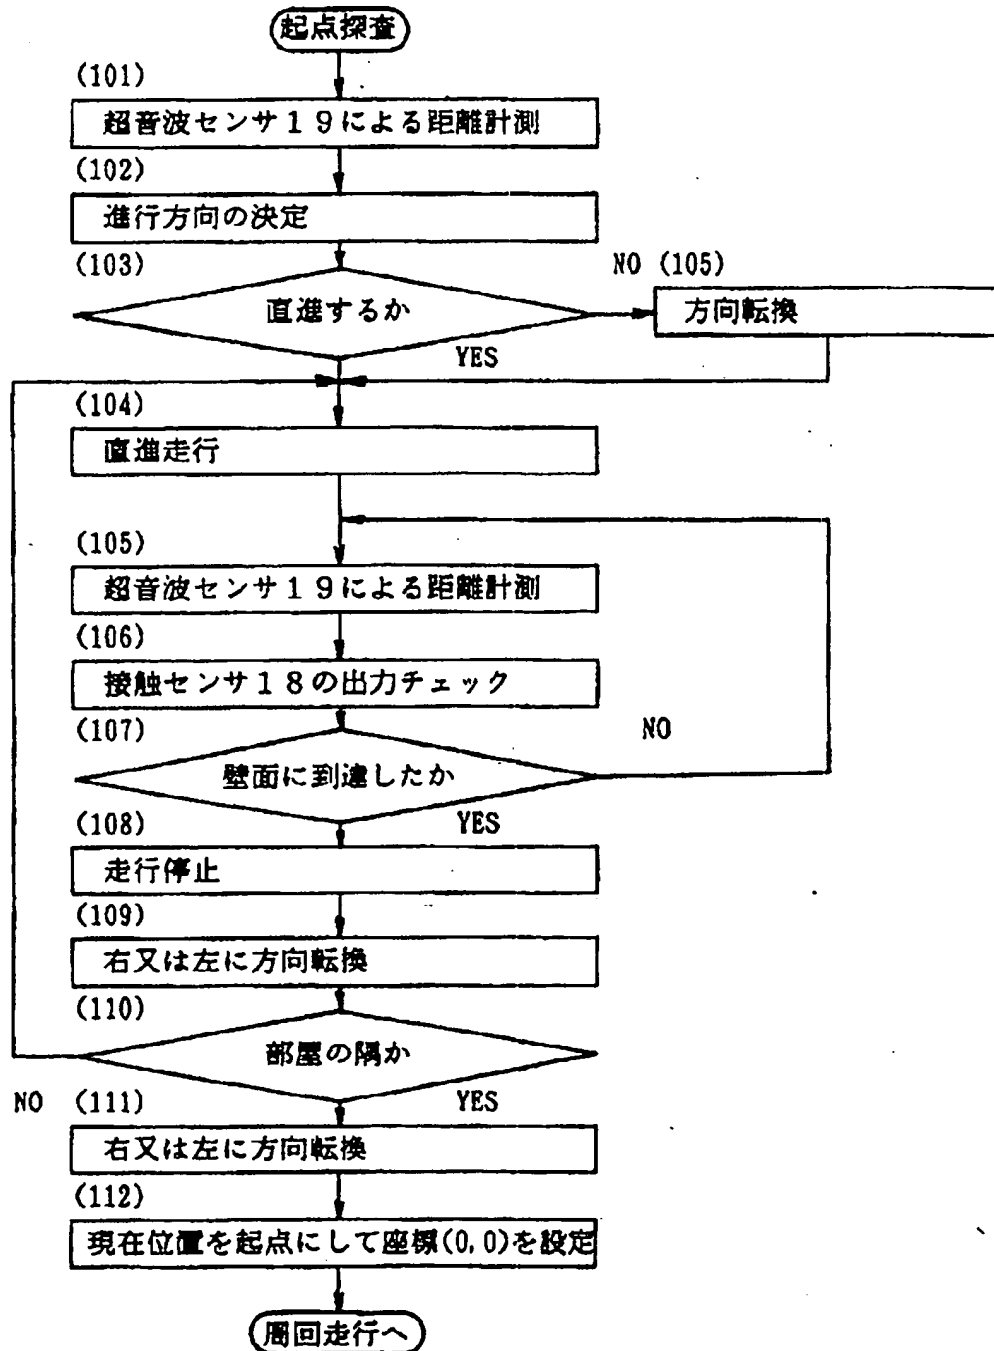 起点探査
(101)
超音波センサ１９による距離計測
(102)
進行方向の決定
(103)
直進するか
NO (105)
方向転換
YES
(104)
直進走行
(105)
超音波センサ１９による距離計測
(106)
接触センサ１８の出力チェック
(107)
NO
壁面に到達したか
(108)
YES
走行停止
(109)
右又は左に方向転換
(110)
部屋の隅か
NO (111)
YES
右又は左に方向転換
(112)
現在位置を起点にして座標(0,0)を設定
周回走行へ